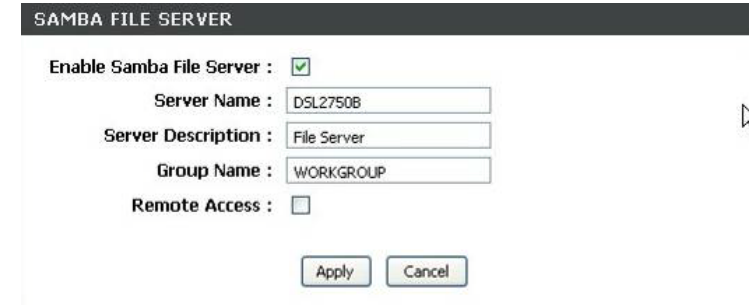 SAMBA FILE SERVER
Enable Samba File Server :
Server Name : DSL2750B
Server Description : File Server
Group Name : WORKGROUP
Remote Access :
Apply Cancel